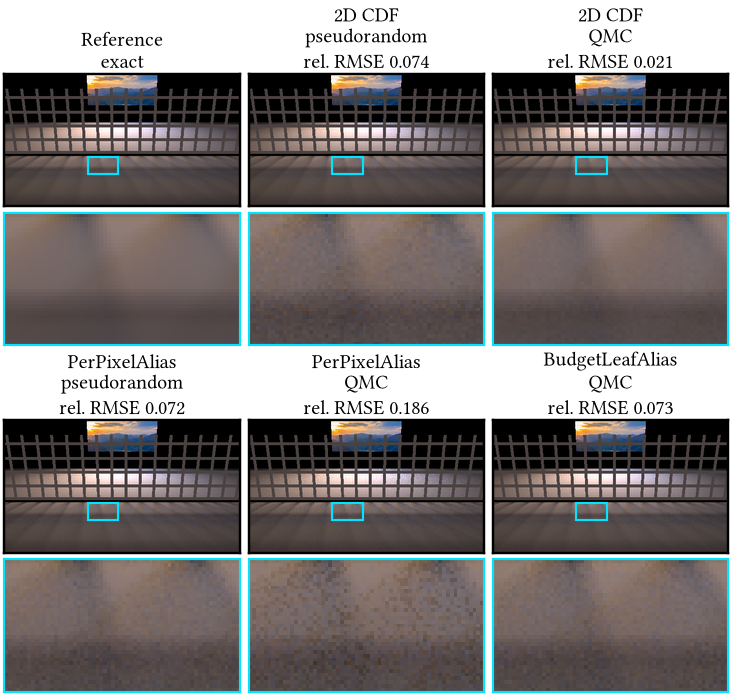 Reference
exact
2D CDF
pseudorandom
rel. RMSE 0.074
2D CDF
QMC
rel. RMSE 0.021
PerPixelAlias
pseudorandom
rel. RMSE 0.072
PerPixelAlias
QMC
rel. RMSE 0.186
BudgetLeafAlias
QMC
rel. RMSE 0.073